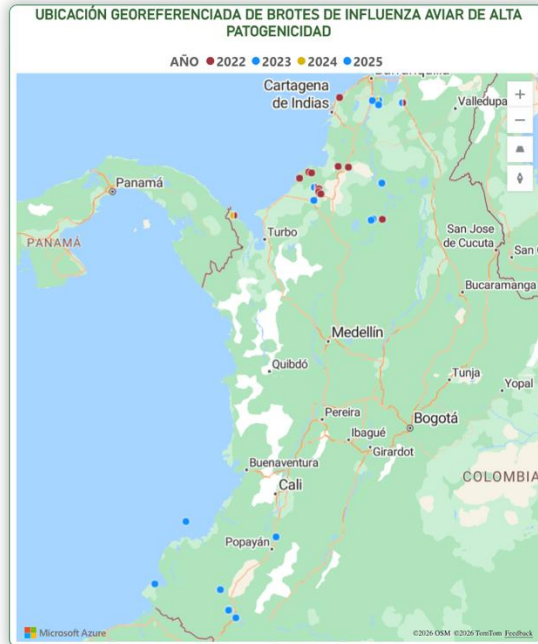 UBICACIÓN GEOREFERENCIADA DE BROTES DE INFLUENZA AVIAR DE ALTA
PATOGENICIDAD
AÑO 2022 2023 2024 2025
Cartagena
de Indias
Valledupa
Panamá
PANAMÁ
Turbo
San Jose
de Cucuta
San C
Bucaramanga
Medellín
Quibdó
Tunja
Yopal
Pereira
Bogotá
Ibagué
Girardot
Buenaventura
COLOMBIA
Cali
Popayán
Microsoft Azure
©2026 OSM ©2026 TomTom Feedback